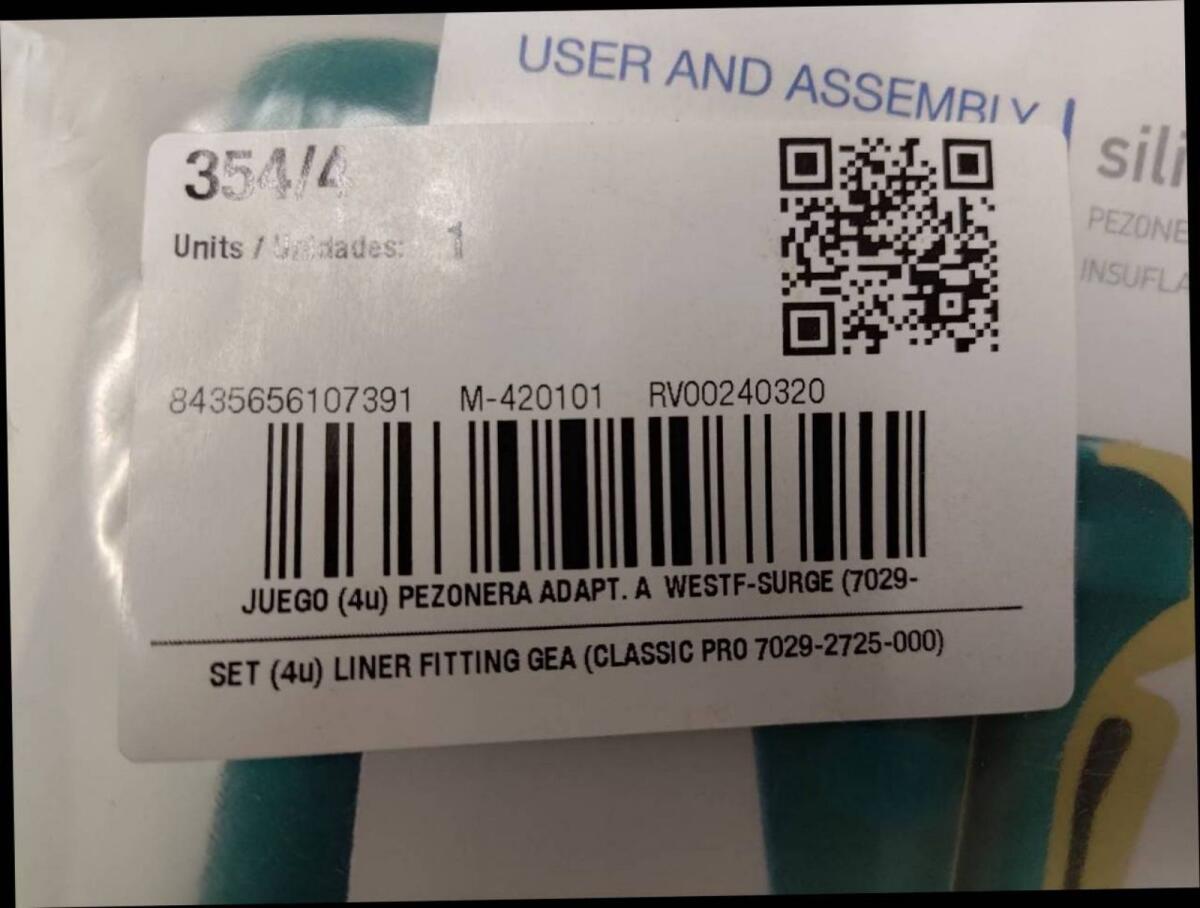 USER AND ASSEMBLY
sili
PEZONE
INSUFLA
354/4
Units / Unidades: 1
8435656107391 M-420101 RV00240320
JUEGO (4u) PEZONERA ADAPT. A WESTF-SURGE (7029-
SET (4u) LINER FITTING GEA (CLASSIC PRO 7029-2725-000)